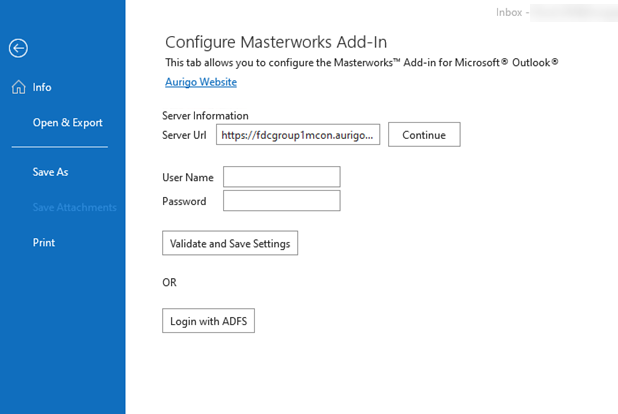 Inbox -
Configure Masterworks Add-In
This tab allows you to configure the Masterworks™ Add-in for Microsoft® Outlook®
Aurigo Website
Info
Open & Export
Save As
Save Attachments
Print
Server Information
Server Url https://fdcgroup1mcon.aurigo... Continue
User Name
Password
Validate and Save Settings
OR
Login with ADFS